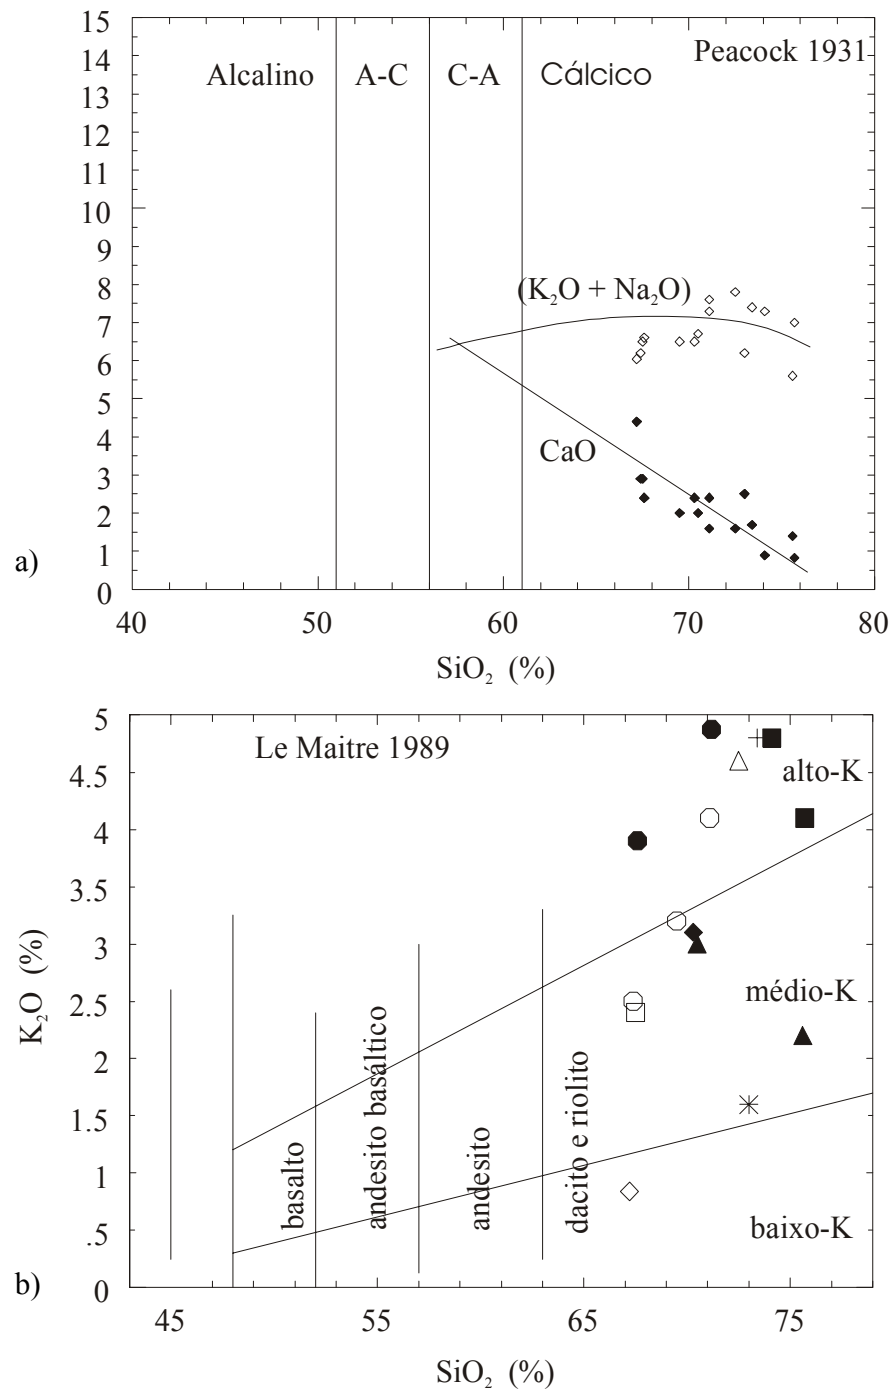 15
14
13
12
11
10
9
8
7
6
5
4
3
2
1
0
Peacock 1931
Alcalino A-C C-A Cálcico
(K₂O + Na₂O)
CaO
a)
40 50 60 70 80
SiO₂ (%)
5
4.5
4
3.5
3
2.5
2
1.5
1
.5
0
K₂O (%)
Le Maitre 1989
alto-K
médio-K
baixo-K
basalto
andesito basáltico
andesito
dacito e riolito
b)
45 55 65 75
SiO₂ (%)